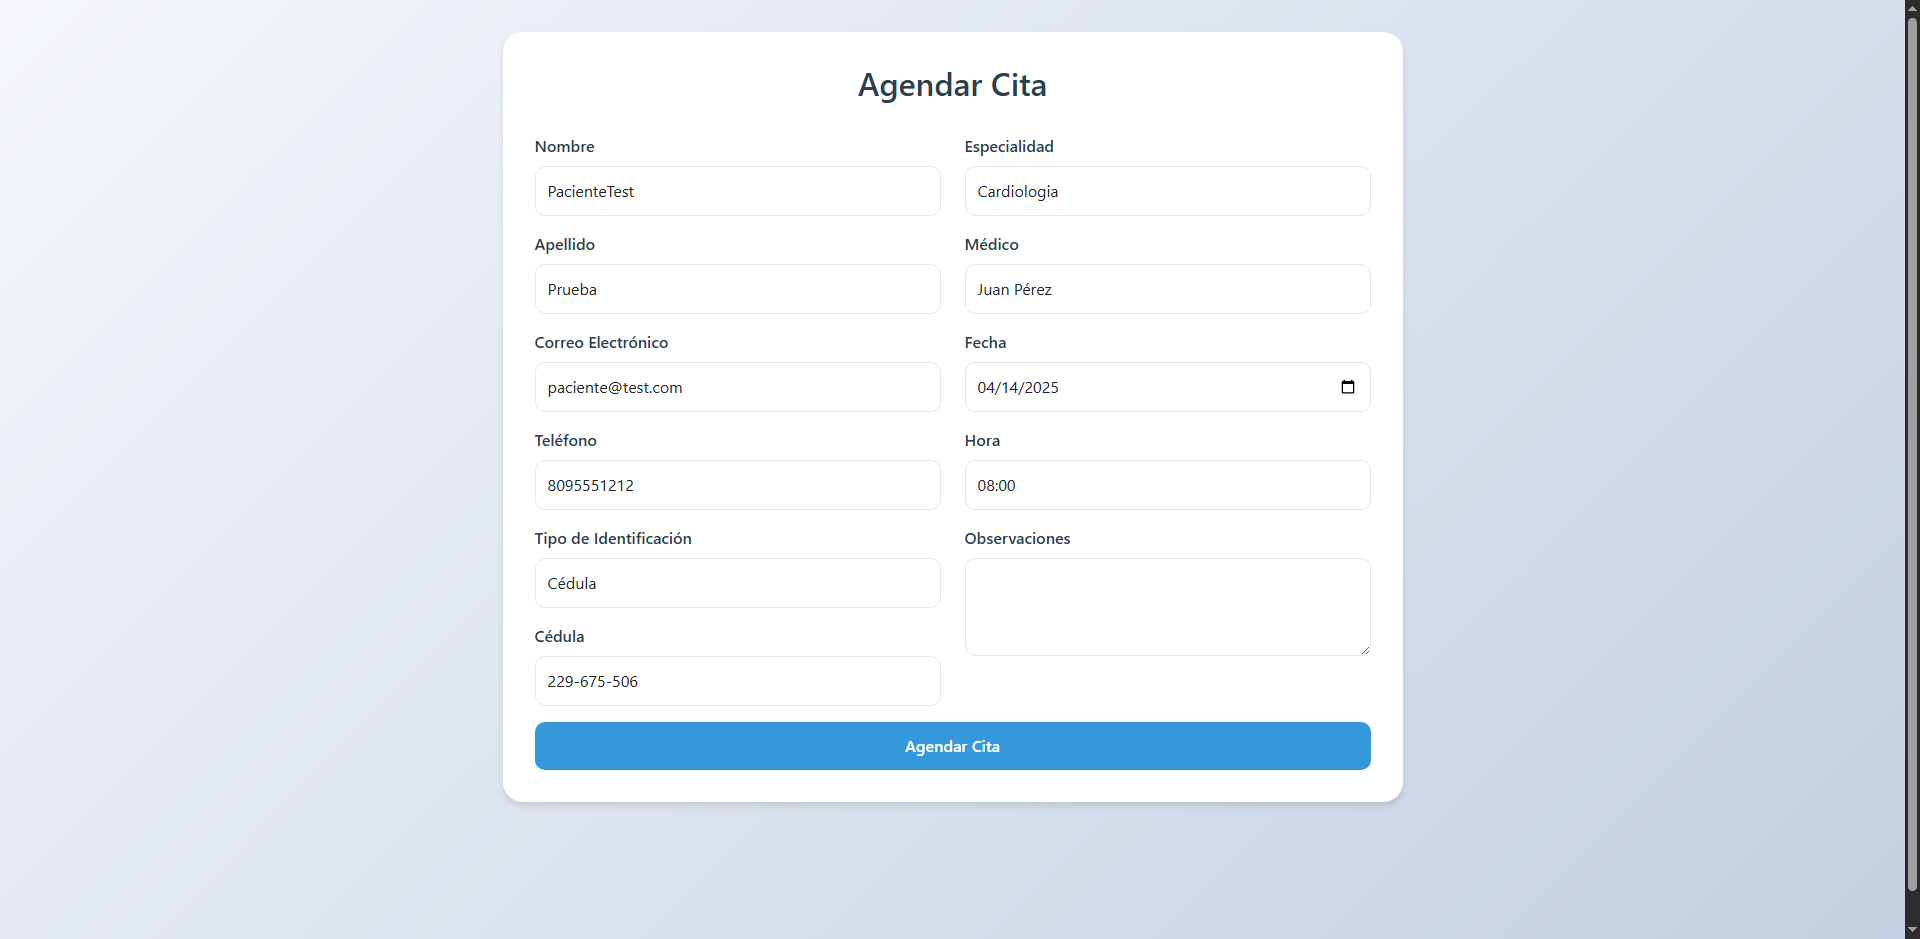 Agendar Cita
Nombre
PacienteTest
Apellido
Prueba
Correo Electrónico
paciente@test.com
Teléfono
8095551212
Tipo de Identificación
Cédula
Cédula
229-675-506
Especialidad
Cardiologia
Médico
Juan Pérez
Fecha
04/14/2025
Hora
08:00
Observaciones
Agendar Cita